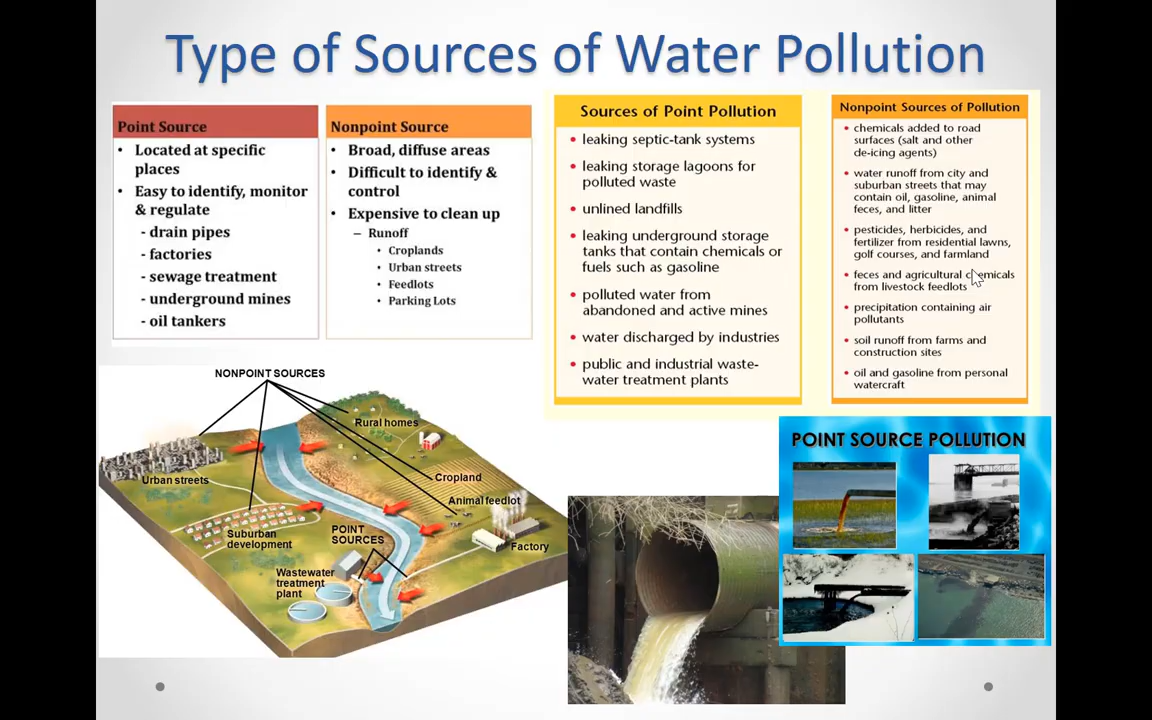 Type of Sources of Water Pollution
Point Source
• Located at specific
places
• Easy to identify, monitor
& regulate
- drain pipes
- factories
- sewage treatment
- underground mines
- oil tankers
Nonpoint Source
• Broad, diffuse areas
• Difficult to identify &
control
• Expensive to clean up
– Runoff
• Croplands
• Urban streets
• Feedlots
• Parking Lots
Sources of Point Pollution
• leaking septic-tank systems
• leaking storage lagoons for
polluted waste
• unlined landfills
• leaking underground storage
tanks that contain chemicals or
fuels such as gasoline
• polluted water from
abandoned and active mines
• water discharged by industries
• public and industrial waste-
water treatment plants
Nonpoint Sources of Pollution
• chemicals added to road
surfaces (salt and other
de-icing agents)
• water runoff from city and
suburban streets that may
contain oil, gasoline, animal
feces, and litter
• pesticides, herbicides, and
fertilizer from residential lawns,
golf courses, and farmland
• feces and agricultural chemicals
from livestock feedlots
• precipitation containing air
pollutants
• soil runoff from farms and
construction sites
• oil and gasoline from personal
watercraft
NONPOINT SOURCES
Rural homes
Urban streets
Cropland
Animal feedlot
Suburban
development
POINT
SOURCES
Factory
Wastewater
treatment
plant
POINT SOURCE POLLUTION